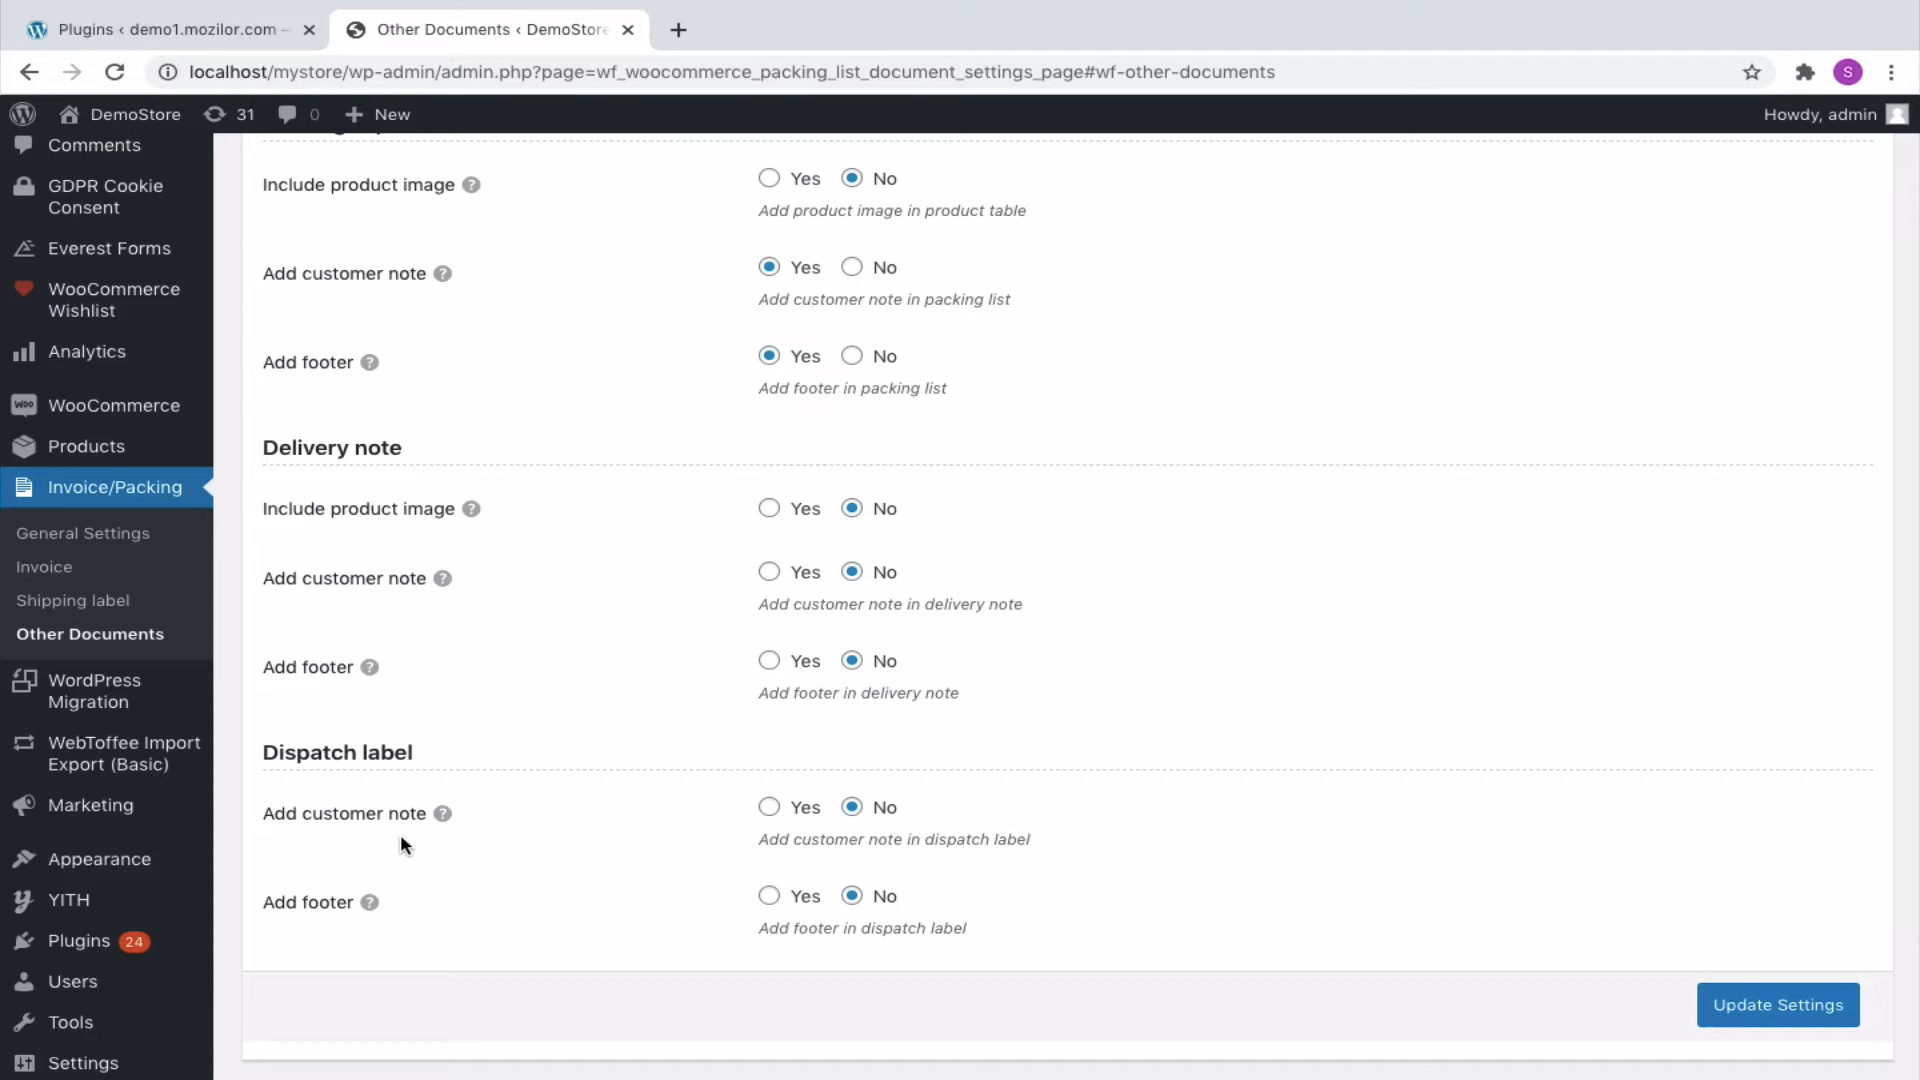 Plugins ‹ demo1.mozilor.com –
Other Documents ‹ DemoStore
localhost/mystore/wp-admin/admin.php?page=wf_woocommerce_packing_list_document_settings_page#wf-other-documents
S
DemoStore
31
0
New
Howdy, admin
Comments
GDPR Cookie
Consent
Everest Forms
WooCommerce
Wishlist
Analytics
Woo
WooCommerce
Products
Invoice/Packing
General Settings
Invoice
Shipping label
Other Documents
WordPress
Migration
WebToffee Import
Export (Basic)
Marketing
Appearance
YITH
Plugins 24
Users
Tools
Settings
Include product image ? Yes No
Add product image in product table
Add customer note ? Yes No
Add customer note in packing list
Add footer ? Yes No
Add footer in packing list
Delivery note
Include product image ? Yes No
Add customer note ? Yes No
Add customer note in delivery note
Add footer ? Yes No
Add footer in delivery note
Dispatch label
Add customer note ? Yes No
Add customer note in dispatch label
Add footer ? Yes No
Add footer in dispatch label
Update Settings